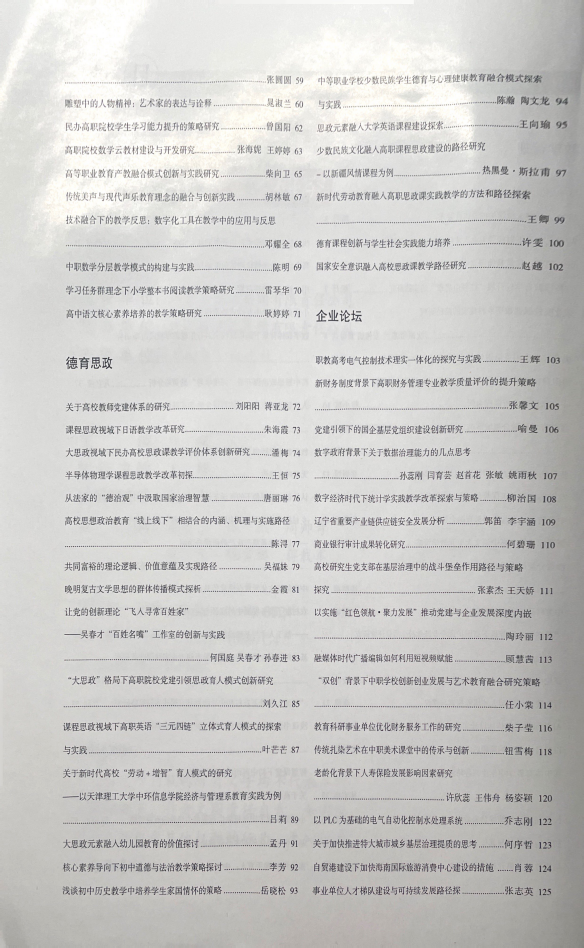 张圆圆 59
雕塑中的人物精神：艺术家的表达与诠释 晁淑兰 60
民办高职院校学生学习能力提升的策略研究 曾国阳 62
高职院校数学云教材建设与开发研究 张海妮 王婷婷 63
高等职业教育产教融合模式创新与实践研究 柴向卫 65
传统美声与现代声乐教育理念的融合与创新实践 胡林敏 67
技术融合下的教学反思：数字化工具在教学中的应用与反思
邓耀全 68
中职数学分层教学模式的构建与实践 陈明 69
学习任务群理念下小学整本书阅读教学策略研究 雷琴华 70
高中语文核心素养培养的教学策略研究 耿婷婷 71
德育思政
关于高校教师党建体系的研究 刘阳阳 蒋亚龙 72
课程思政视域下日语教学改革研究 朱海霞 73
大思政视域下民办高校思政课教学评价体系创新研究 潘梅 74
半导体物理学课程思政教学改革初探 王恒 75
从法家的“德治观”中汲取国家治理智慧 唐丽琳 76
高校思想政治教育“线上线下”相结合的内涵、机理与实施路径
陈浔 77
共同富裕的理论逻辑、价值意蕴及实现路径 吴福妹 79
晚明复古文学思想的群体传播模式探析 金霞 81
让党的创新理论“飞入寻常百姓家”
——吴春才“百姓名嘴”工作室的创新与实践
何国庭 吴春才 孙春进 83
“大思政”格局下高职院校党建引领思政育人模式创新研究
刘久江 85
课程思政视域下高职英语“三元四链”立体式育人模式的探索
与实践 叶芒芒 87
关于新时代高校“劳动+增智”育人模式的研究
——以天津理工大学中环信息学院经济与管理系教育实践为例
吕莉 89
大思政元素融入幼儿园教育的价值探讨 孟丹 91
核心素养导向下初中道德与法治教学策略探讨 李芳 92
浅谈初中历史教学中培养学生家国情怀的策略 岳晓松 93
中等职业学校少数民族学生德育与心理健康教育融合模式探索
与实践 陈瀚 陶文龙 94
思政元素融入大学英语课程建设探索 王向瑜 95
少数民族文化融入高职课程思政建设的路径研究
- 以新疆风情课程为例 热黑曼·斯拉甫 97
新时代劳动教育融入高职思政课实践教学的方法和路径探索
王卿 99
德育课程创新与学生社会实践能力培养 许雯 100
国家安全意识融入高校思政课教学路径研究 赵越 102
企业论坛
职教高考电气控制技术理实一体化的探究与实践 王辉 103
新财务制度背景下高职财务管理专业教学质量评价的提升策略
张馨文 105
党建引领下的国企基层党组织建设创新研究 喻曼 106
数字政府背景下关于数据治理能力的几点思考
孙蕊刚 闫育芸 赵首花 张敏 姚雨秋 107
数字经济时代下统计学实践教学改革探索与策略 柳治国 108
辽宁省重要产业链供应链安全发展分析 郭笛 李宇涵 109
商业银行审计成果转化研究 何碧珊 110
高校研究生党支部在基层治理中的战斗堡垒作用路径与策略
探究 张素杰 王天娇 111
以实施“红色领航·聚力发展”推动党建与企业发展深度内嵌
陶玲丽 112
融媒体时代广播编辑如何利用短视频赋能 顾慧茜 113
“双创”背景下中职学校创新创业发展与艺术教育融合研究策略
任小棠 114
教育科研事业单位优化财务服务工作的研究 柴子莹 116
传统扎染艺术在中职美术课堂中的传承与创新 钮雪梅 118
老龄化背景下人寿保险发展影响因素研究
许欣蕊 王伟舟 杨姿颖 120
以 PLC 为基础的电气自动化控制水处理系统 乔志刚 122
关于加快推进特大城市城乡基层治理提质的思考 何序哲 123
自贸港建设下加快海南国际旅游消费中心建设的措施 肖蓉 124
事业单位人才梯队建设与可持续发展路径探 张志英 125